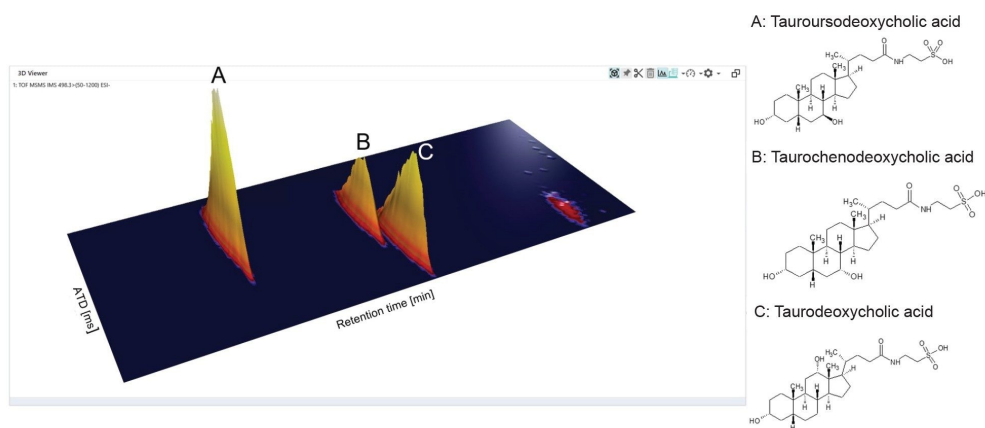 A: Tauroursodeoxycholic acid
3D Viewer
1: TOF MSMS IMS 498.3>(50-1200) ESI-
A
B
C
ATD [ms]
Retention time [min]
H₃C
O
O
O
S
OH
NH
CH₃
H
CH₃
H
H
H
HO
H
OH
B: Taurochenodeoxycholic acid
H₃C
O
O
OH
S
O
NH
CH₃
H
CH₃
H
H
H
HO
H
OH
C: Taurodeoxycholic acid
OH
H₃C
O
O
OH
S
O
NH
CH₃
H
CH₃
H
H
H
HO
H